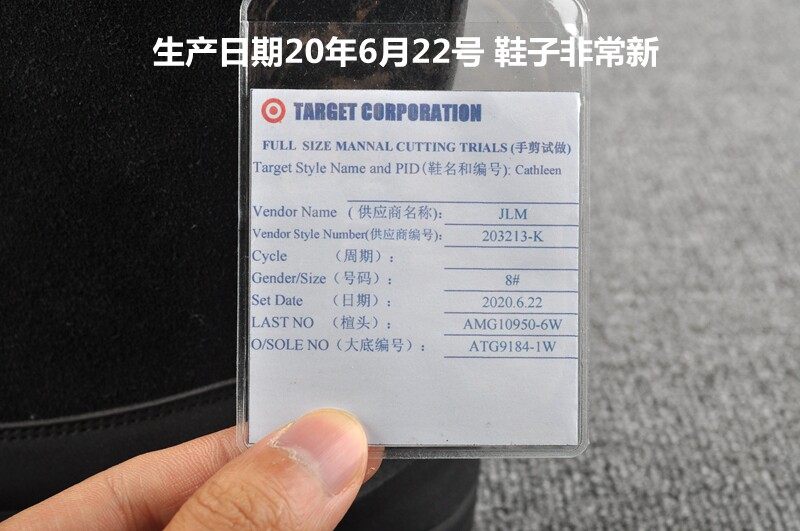 生产日期20年6月22号 鞋子非常新
TARGET CORPORATION
FULL SIZE MANNAL CUTTING TRIALS (手剪试做)
Target Style Name and PID(鞋名和编号): Cathleen
Vendor Name (供应商名称): JLM
Vendor Style Number(供应商编号): 203213-K
Cycle (周期):
Gender/Size (号码): 8#
Set Date (日期): 2020.6.22
LAST NO (楦头): AMG10950-6W
O/SOLE NO (大底编号): ATG9184-1W